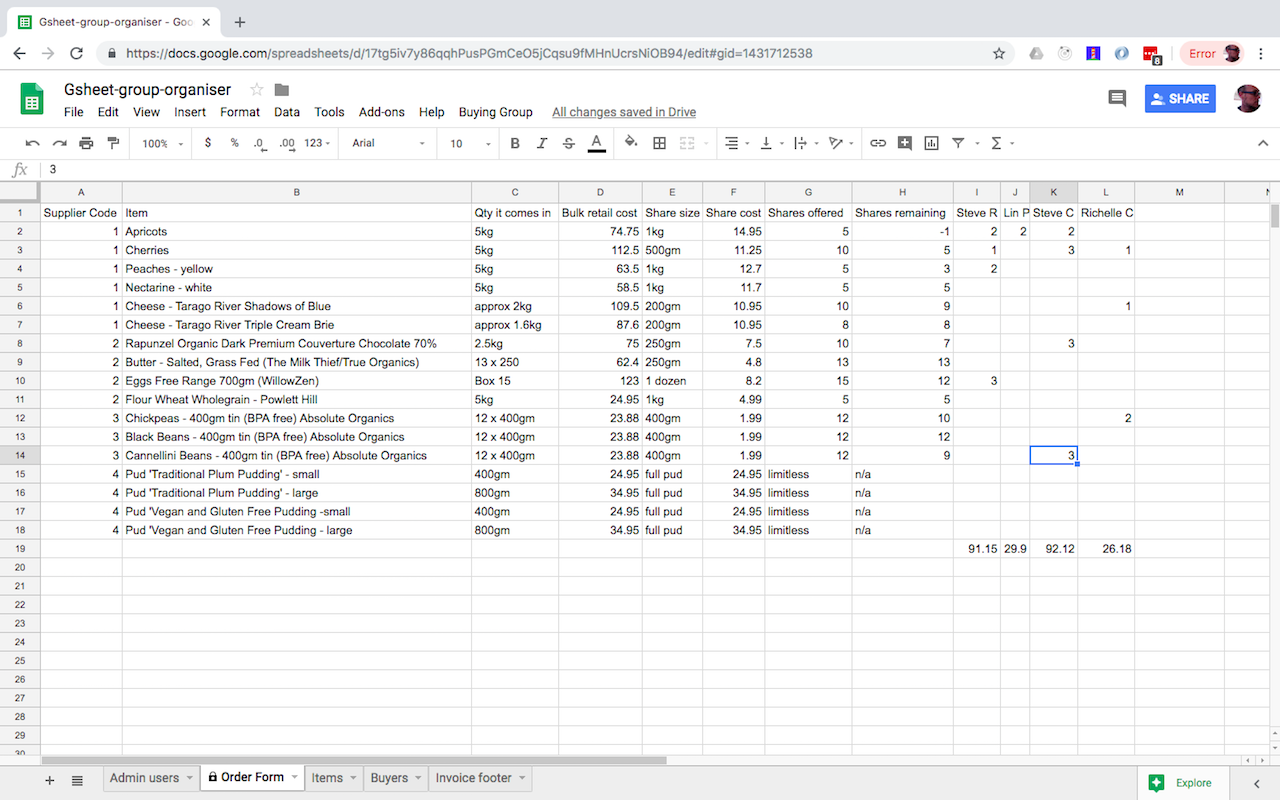 Gsheet-group-organiser - Goo
https://docs.google.com/spreadsheets/d/17tg5iv7y86qqhPusPGmCeO5jCqsu9fMHnUcrsNiOB94/edit#gid=1431712538
8
Error
Gsheet-group-organiser
File Edit View Insert Format Data Tools Add-ons Help Buying Group All changes saved in Drive
SHARE
100% $ % .0 .00 123 Arial 10 B I S A Σ
fx 3
A B C D E F G H I J K L M N
1 Supplier Code Item Qty it comes in Bulk retail cost Share size Share cost Shares offered Shares remaining Steve R Lin P Steve C Richelle C
2 1 Apricots 5kg 74.75 1kg 14.95 5 -1 2 2 2
3 1 Cherries 5kg 112.5 500gm 11.25 10 5 1 3 1
4 1 Peaches - yellow 5kg 63.5 1kg 12.7 5 3 2
5 1 Nectarine - white 5kg 58.5 1kg 11.7 5 5
6 1 Cheese - Tarago River Shadows of Blue approx 2kg 109.5 200gm 10.95 10 9 1
7 1 Cheese - Tarago River Triple Cream Brie approx 1.6kg 87.6 200gm 10.95 8 8
8 2 Rapunzel Organic Dark Premium Couverture Chocolate 70% 2.5kg 75 250gm 7.5 10 7 3
9 2 Butter - Salted, Grass Fed (The Milk Thief/True Organics) 13 x 250 62.4 250gm 4.8 13 13
10 2 Eggs Free Range 700gm (WillowZen) Box 15 123 1 dozen 8.2 15 12 3
11 2 Flour Wheat Wholegrain - Powlett Hill 5kg 24.95 1kg 4.99 5 5
12 3 Chickpeas - 400gm tin (BPA free) Absolute Organics 12 x 400gm 23.88 400gm 1.99 12 10 2
13 3 Black Beans - 400gm tin (BPA free) Absolute Organics 12 x 400gm 23.88 400gm 1.99 12 12
14 3 Cannellini Beans - 400gm tin (BPA free) Absolute Organics 12 x 400gm 23.88 400gm 1.99 12 9 3
15 4 Pud 'Traditional Plum Pudding' - small 400gm 24.95 full pud 24.95 limitless n/a
16 4 Pud 'Traditional Plum Pudding' - large 800gm 34.95 full pud 34.95 limitless n/a
17 4 Pud 'Vegan and Gluten Free Pudding -small 400gm 24.95 full pud 24.95 limitless n/a
18 4 Pud 'Vegan and Gluten Free Pudding - large 800gm 34.95 full pud 34.95 limitless n/a
19 91.15 29.9 92.12 26.18
20
21
22
23
24
25
26
27
28
29
30
Admin users Order Form Items Buyers Invoice footer Explore